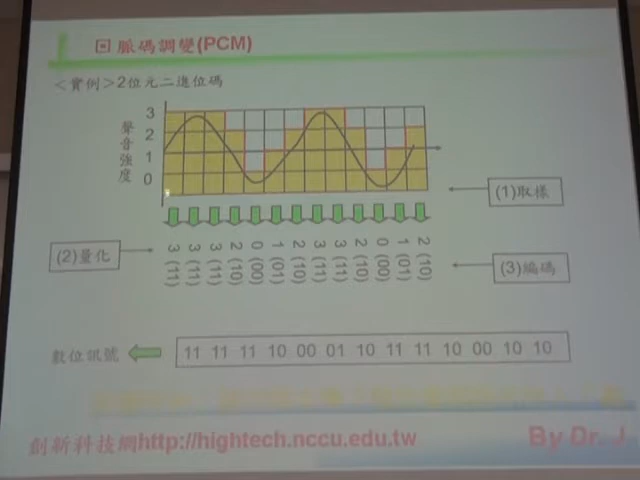 脈碼調變(PCM)
＜實例＞2位元二進位碼
聲音強度
3
2
1
0
(1)取樣
(2)量化
3 (11)
3 (11)
3 (11)
2 (10)
0 (00)
1 (01)
2 (10)
3 (11)
3 (11)
2 (10)
0 (00)
1 (01)
2 (10)
(3)編碼
數位訊號
11 11 11 10 00 01 10 11 11 10 00 10 10
創新科技網http://hightech.nccu.edu.tw
By Dr. J